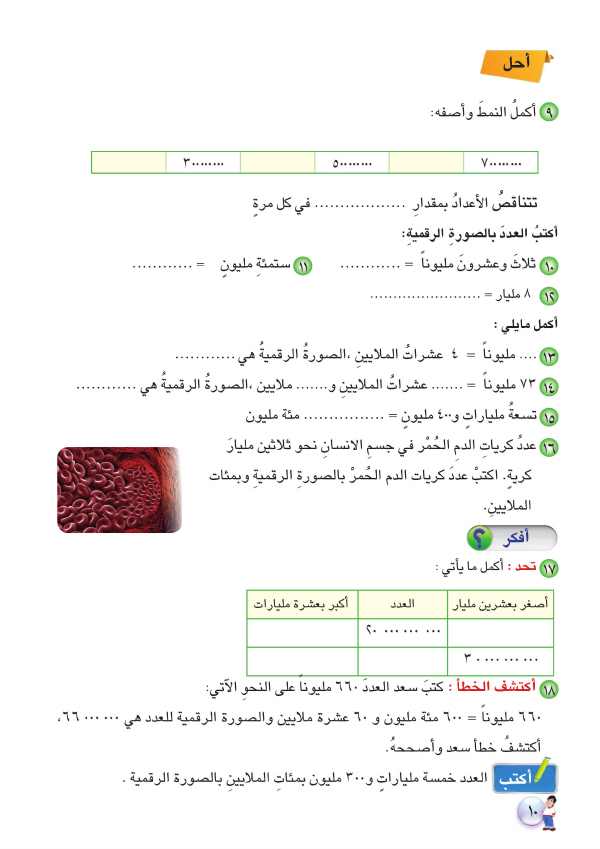 أحل
٩ أكملُ النمطَ وأصفه:
٧٠٠٠٠٠٠٠٠ ٥٠٠٠٠٠٠٠٠ ٣٠٠٠٠٠٠٠٠
تتناقصُ الأعدادُ بمقدارِ .................. في كل مرةٍ
أكتبُ العددَ بالصورةِ الرقميةِ:
١٠ ثلاثَ وعشرونَ مليوناً = ............ ١١ ستمئةِ مليونٍ = ............
١٢ ٨ مليار = ........................
أكمل مايلي :
١٣ .... مليوناً = ٤ عشراتُ الملايين ،الصورةُ الرقميةُ هي ............
١٤ ٧٣ مليوناً = ....... عشراتُ الملايينِ و....... ملايين ،الصورةُ الرقميةُ هي ............
١٥ تسعةُ ملياراتٍ و٤٠٠ مليونٍ = ................ مئة مليون
١٦ عددُ كرياتِ الدمِ الحُمْر في جسمِ الانسانِ نحو ثلاثين مليارَ
كريةٍ. اكتبْ عددَ كريات الدم الحُمرْ بالصورةِ الرقميةِ وبمئات
الملايينِ.
أفكر ؟
١٧ تحد : أكمل ما يأتي :
أصغر بعشرين مليار العدد أكبر بعشرة مليارات
٢٠ ٠٠٠ ٠٠٠ ٠٠٠
٣٠ ٠٠٠ ٠٠٠ ٠٠٠
١٨ أكتشف الخطأ : كتبَ سعد العددَ ٦٦٠ مليوناً على النحوِ الآتي:
٦٦٠ مليوناً = ٦٠٠ مئة مليون و ٦٠ عشرة ملايين والصورة الرقمية للعدد هي ٦٦٠٠٠٠٠٠،
أكتشفُ خطأ سعد وأصححهُ.
أكتب العدد خمسة ملياراتٍ و٣٠٠ مليون بمئاتِ الملايينِ بالصورة الرقمية .
١٠